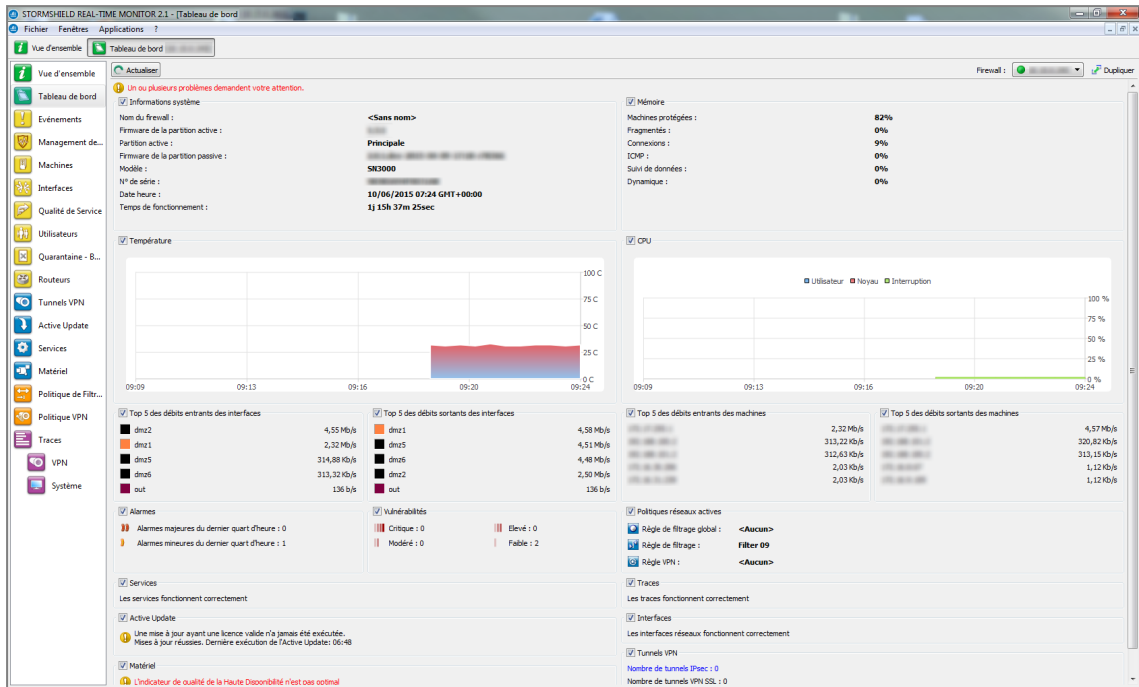 STORMSHIELD REAL-TIME MONITOR 2.1 - [Tableau de bord
Fichier Fenêtres Applications ?
Vue d'ensemble Tableau de bord
Vue d'ensemble
Tableau de bord
Evénements
Management de...
Machines
Interfaces
Qualité de Service
Utilisateurs
Quarantaine - B...
Routeurs
Tunnels VPN
Active Update
Services
Matériel
Politique de Filtr...
Politique VPN
Traces
VPN
Système
Actualiser
Firewall :
Dupliquer
Un ou plusieurs problèmes demandent votre attention.
Informations système
Nom du firewall : <Sans nom>
Firmware de la partition active :
Partition active : Principale
Firmware de la partition passive :
Modèle : SN3000
N° de série :
Date heure : 10/06/2015 07:24 GMT+00:00
Temps de fonctionnement : 1j 15h 37m 25sec
Mémoire
Machines protégées : 82%
Fragmentés : 0%
Connexions : 9%
ICMP : 0%
Suivi de données : 0%
Dynamique : 0%
Température
100 C
75 C
50 C
25 C
0 C
09:09 09:13 09:16 09:20 09:24
CPU
Utilisateur Noyau Interruption
100 %
75 %
50 %
25 %
0 %
09:09 09:13 09:16 09:20 09:24
Top 5 des débits entrants des interfaces
dmz2 4,55 Mb/s
dmz1 2,32 Mb/s
dmz5 314,88 Kb/s
dmz6 313,32 Kb/s
out 136 b/s
Top 5 des débits sortants des interfaces
dmz1 4,58 Mb/s
dmz5 4,51 Mb/s
dmz6 4,48 Mb/s
dmz2 2,50 Mb/s
out 136 b/s
Top 5 des débits entrants des machines
2,32 Mb/s
313,22 Kb/s
312,63 Kb/s
2,03 Kb/s
2,03 Kb/s
Top 5 des débits sortants des machines
4,57 Mb/s
320,82 Kb/s
313,15 Kb/s
1,12 Kb/s
1,12 Kb/s
Alarmes
Alarmes majeures du dernier quart d'heure : 0
Alarmes mineures du dernier quart d'heure : 1
Vulnérabilités
Critique : 0 Elevé : 0
Modéré : 0 Faible : 2
Politiques réseaux actives
Règle de filtrage global : <Aucun>
Règle de filtrage : Filter 09
Règle VPN : <Aucun>
Services
Les services fonctionnent correctement
Traces
Les traces fonctionnent correctement
Active Update
Une mise à jour ayant une licence valide n'a jamais été exécutée.
Mises à jour réussies. Dernière exécution de l'Active Update: 06:48
Interfaces
Les interfaces réseaux fonctionnent correctement
Matériel
L'indicateur de qualité de la Haute Disponibilité n'est pas optimal
Tunnels VPN
Nombre de tunnels IPsec : 0
Nombre de tunnels VPN SSL : 0